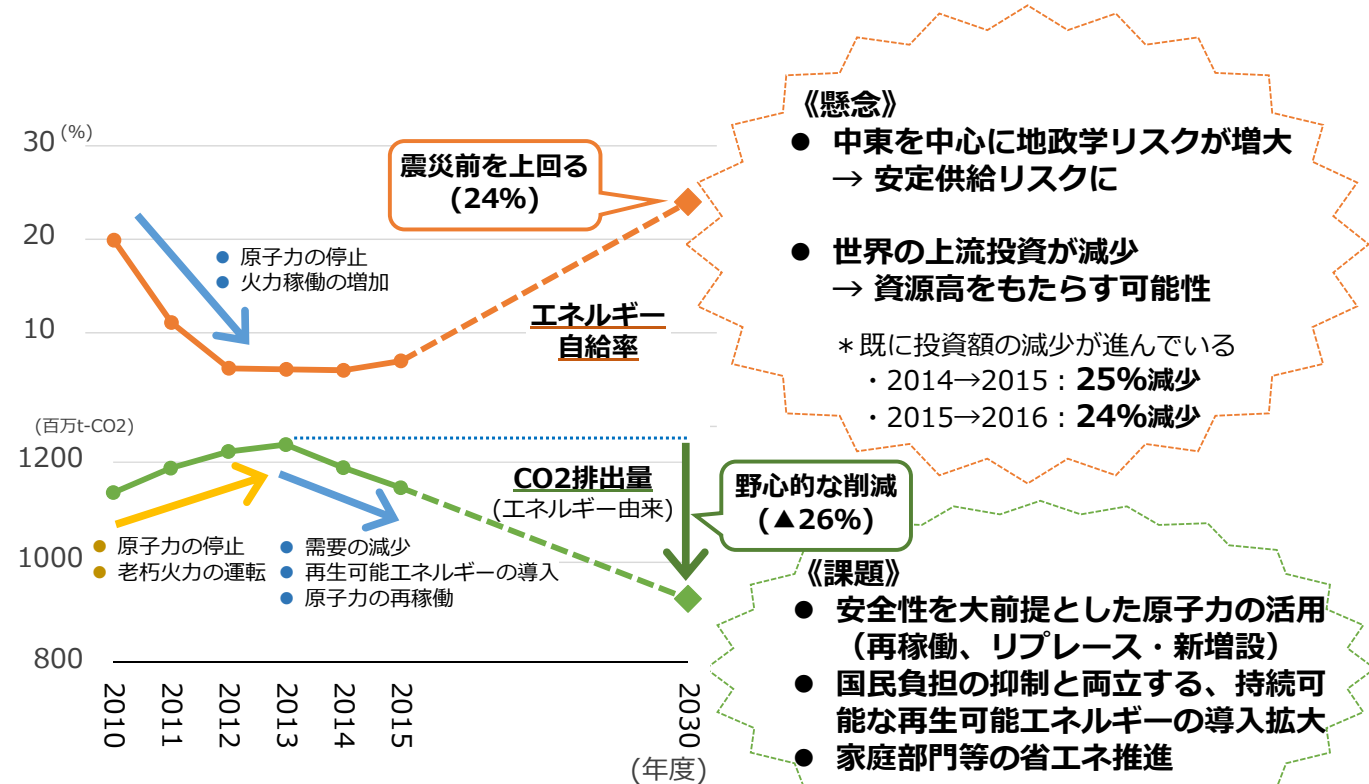 30 (%)
20
10
震災前を上回る
(24%)
● 原子力の停止
● 火力稼働の増加
エネルギー
自給率
(百万t-CO2)
1200
1000
800
CO2排出量
(エネルギー由来)
野心的な削減
(▲26%)
● 原子力の停止
● 老朽火力の運転
● 需要の減少
● 再生可能エネルギーの導入
● 原子力の再稼働
2010
2011
2012
2013
2014
2015
2030
(年度)
《懸念》
● 中東を中心に地政学リスクが増大
→ 安定供給リスクに
● 世界の上流投資が減少
→ 資源高をもたらす可能性
＊既に投資額の減少が進んでいる
・2014→2015：25%減少
・2015→2016：24%減少
《課題》
● 安全性を大前提とした原子力の活用
（再稼働、リプレース・新増設）
● 国民負担の抑制と両立する、持続可
能な再生可能エネルギーの導入拡大
● 家庭部門等の省エネ推進